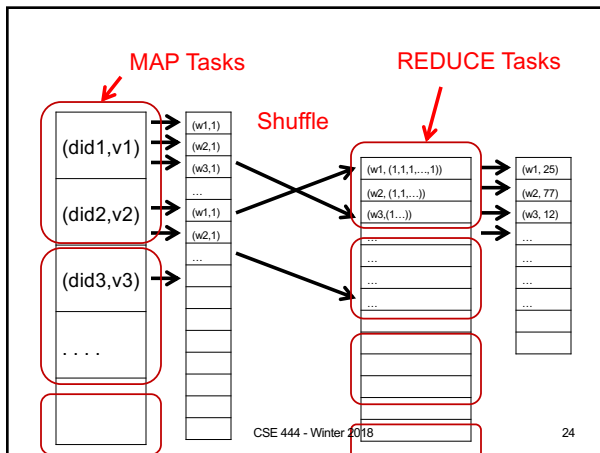 MAP Tasks
REDUCE Tasks
Shuffle
(did1,v1)
(did2,v2)
(did3,v3)
. . . .
(w1,1)
(w2,1)
(w3,1)
...
(w1,1)
(w2,1)
...
(w1, (1,1,1,...,1))
(w2, (1,1,...))
(w3,(1...))
...
...
...
...
(w1, 25)
(w2, 77)
(w3, 12)
...
...
...
...
CSE 444 - Winter 2018
24